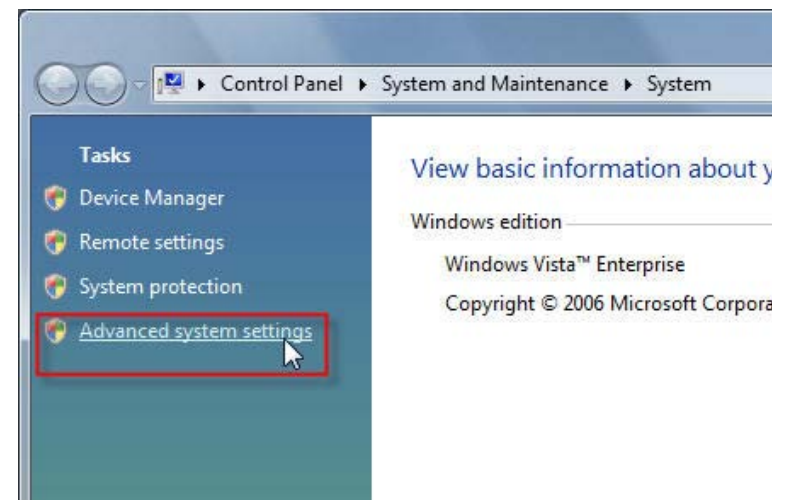 Control Panel ▸ System and Maintenance ▸ System
Tasks
Device Manager
Remote settings
System protection
Advanced system settings
View basic information about y
Windows edition
Windows Vista™ Enterprise
Copyright © 2006 Microsoft Corpora